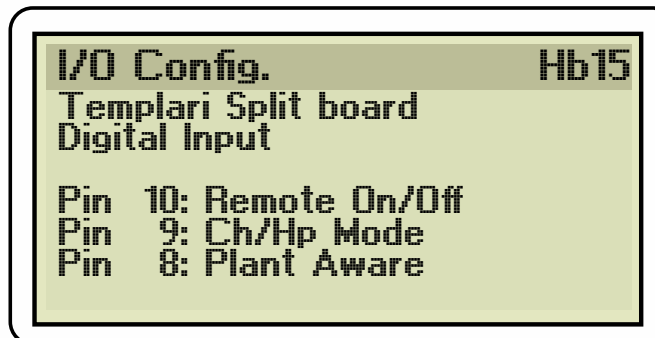 I/O Config. Hb15
Templari Split board
Digital Input
Pin 10: Remote On/Off
Pin 9: Ch/Hp Mode
Pin 8: Plant Aware